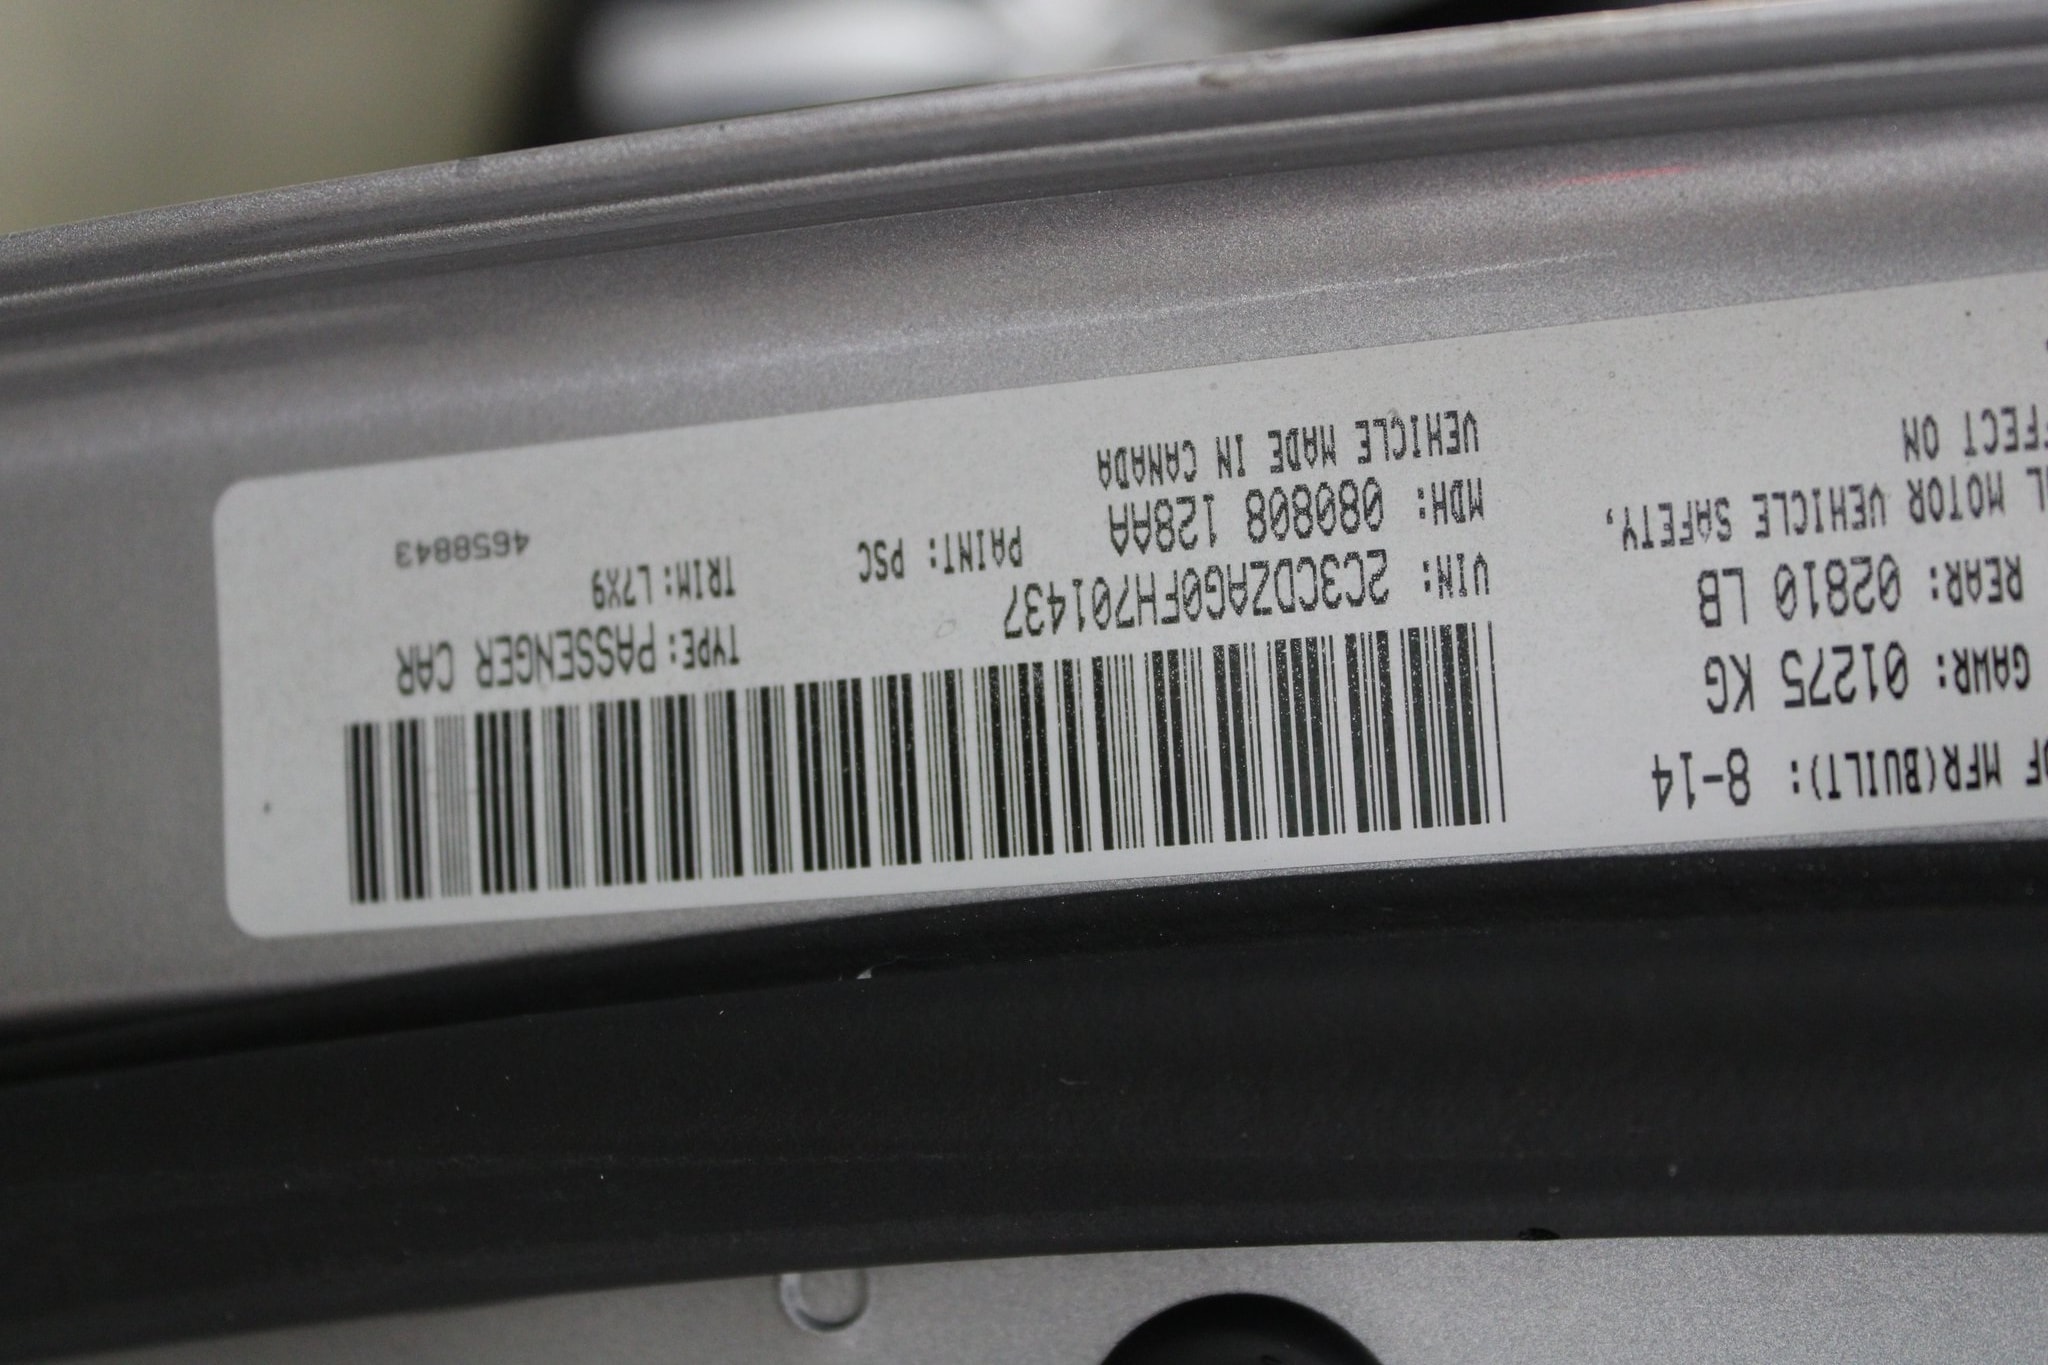 OF MFR(BUILT): 8-14
GAWR: 01275 KG
REAR: 02810 LB
MOTOR VEHICLE SAFETY,
ON
VIN: 2C3CDZAG0FH701437 TYPE: PASSENGER CAR
MDH: 080808 128AA PAINT: PSC TRIM: L7X9
VEHICLE MADE IN CANADA 4658843